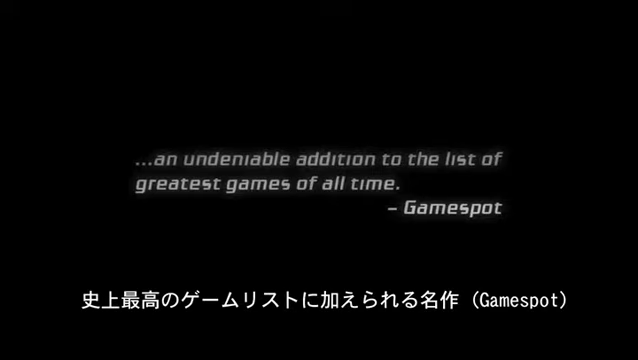 ...an undeniable addition to the list of
greatest games of all time.
- Gamespot
史上最高のゲームリストに加えられる名作（Gamespot）